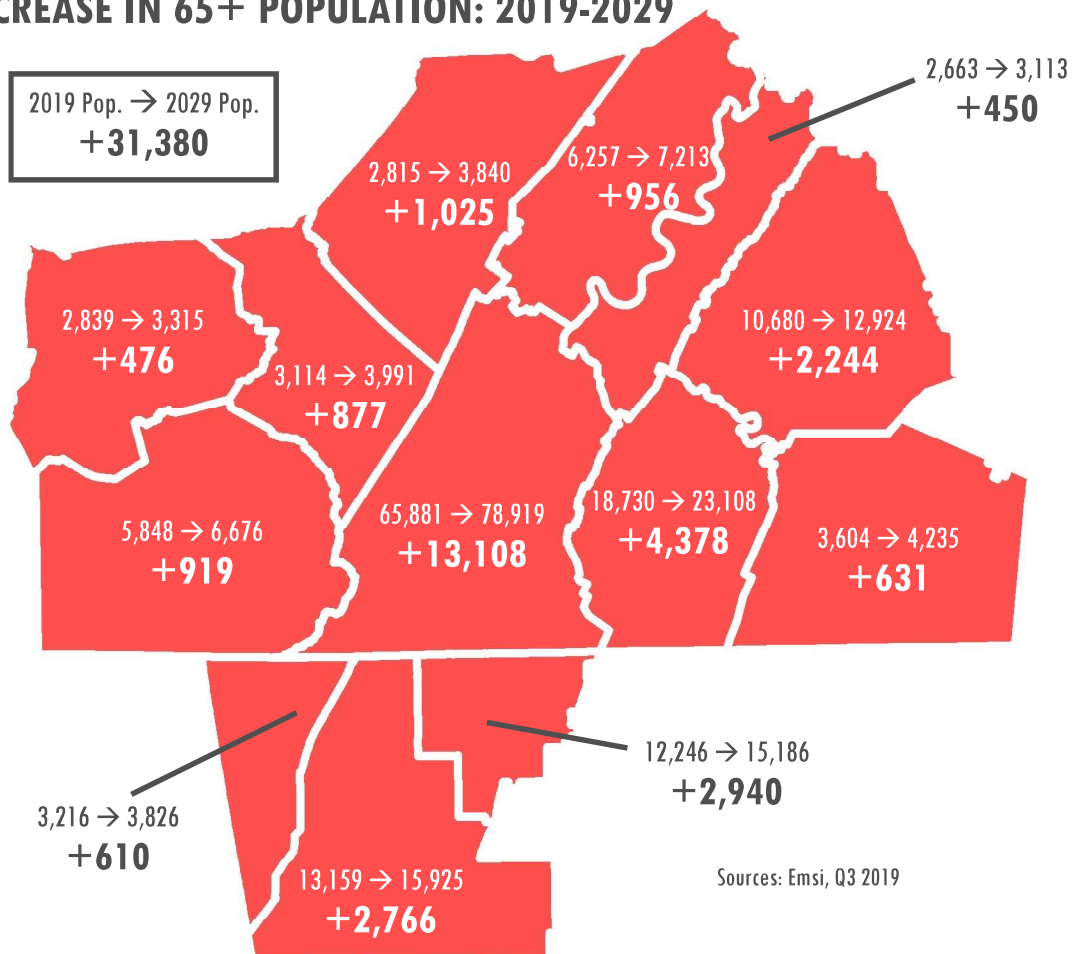 CREASE IN 65+ POPULATION: 2019-2029
2019 Pop. → 2029 Pop.
+31,380
2,663 → 3,113
+450
6,257 → 7,213
+956
2,815 → 3,840
+1,025
2,839 → 3,315
+476
3,114 → 3,991
+877
10,680 → 12,924
+2,244
5,848 → 6,676
+919
65,881 → 78,919
+13,108
18,730 → 23,108
+4,378
3,604 → 4,235
+631
12,246 → 15,186
+2,940
3,216 → 3,826
+610
13,159 → 15,925
+2,766
Sources: Emsi, Q3 2019